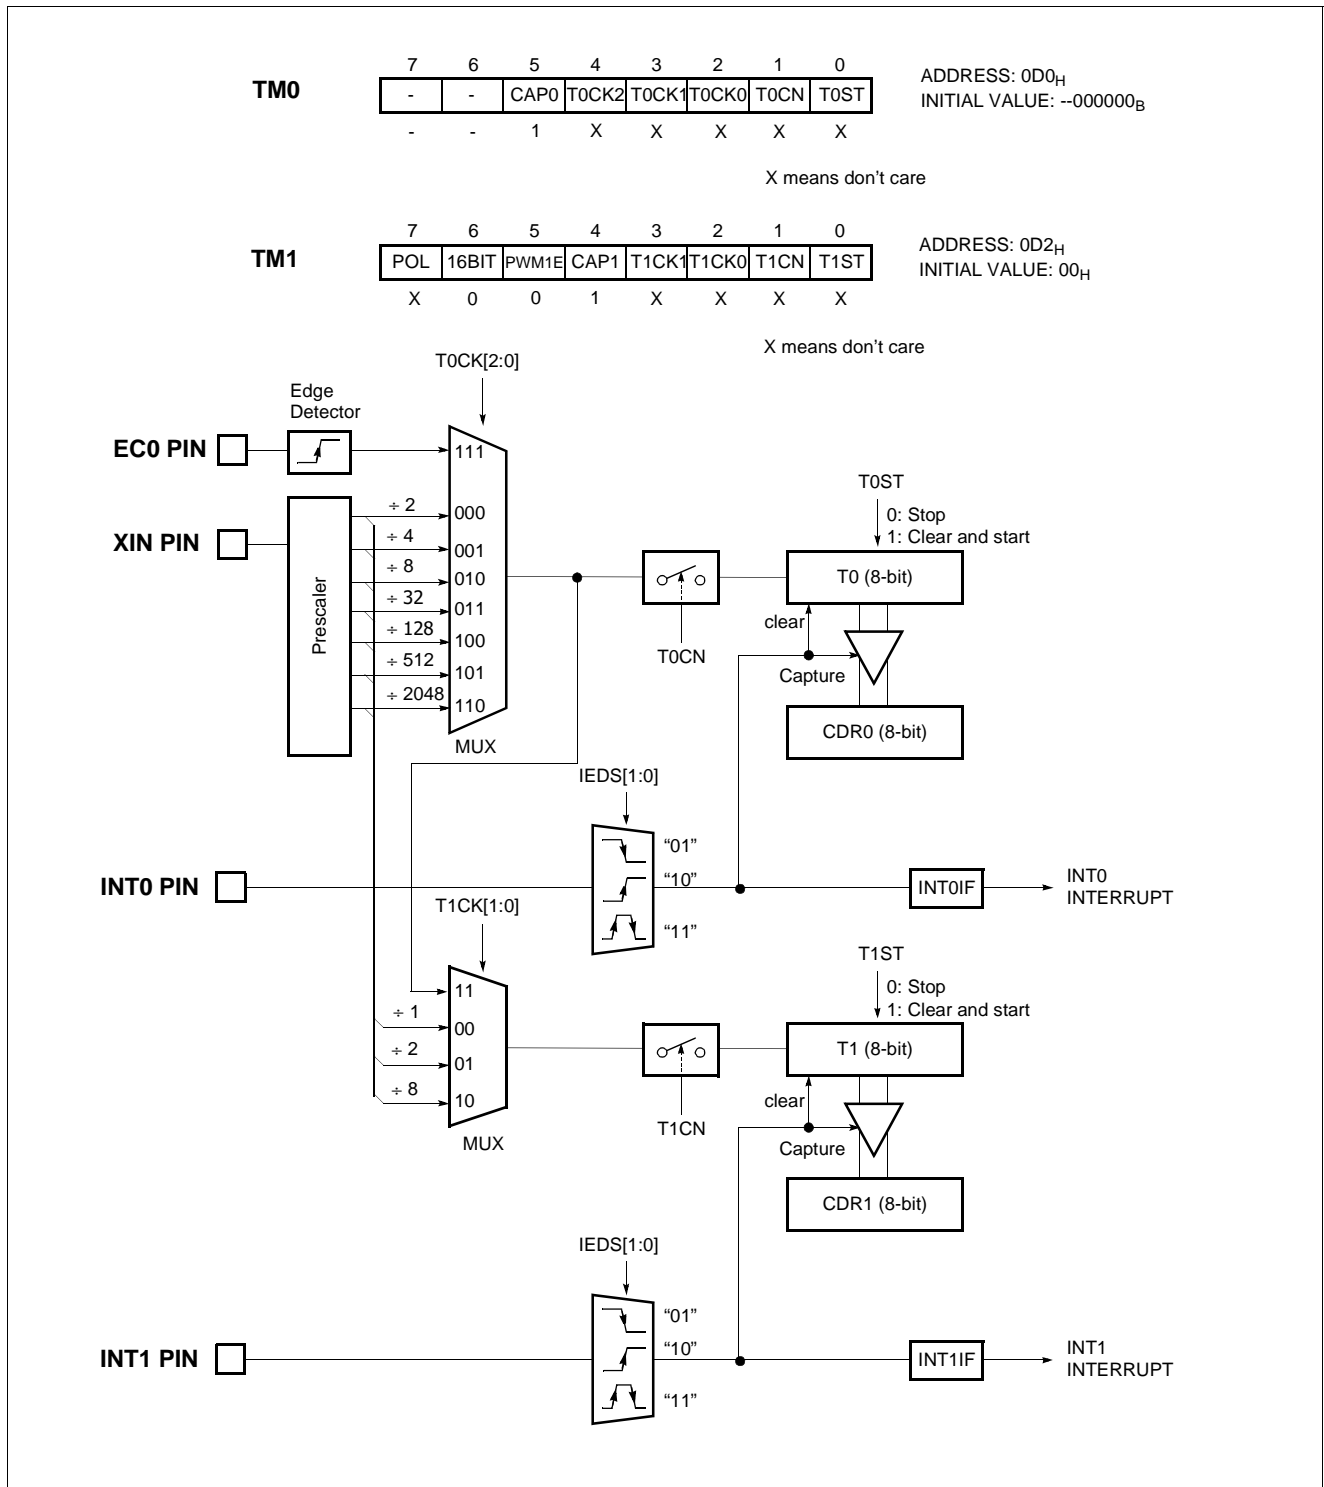 7 6 5 4 3 2 1 0
TM0 - - CAP0 T0CK2 T0CK1 T0CK0 T0CN T0ST
- - 1 X X X X X
ADDRESS: 0D0H
INITIAL VALUE: --000000B
X means don't care
7 6 5 4 3 2 1 0
TM1 POL 16BIT PWM1E CAP1 T1CK1 T1CK0 T1CN T1ST
X 0 0 1 X X X X
ADDRESS: 0D2H
INITIAL VALUE: 00H
X means don't care
T0CK[2:0]
Edge
Detector
EC0 PIN
111
XIN PIN
Prescaler
÷ 2
000
÷ 4
001
÷ 8
010
÷ 32
011
÷ 128
100
÷ 512
101
÷ 2048
110
MUX
T0CN
T0ST
0: Stop
1: Clear and start
T0 (8-bit)
clear
Capture
CDR0 (8-bit)
IEDS[1:0]
“01”
INT0 PIN
“10”
“11”
INT0IF
INT0
INTERRUPT
T1CK[1:0]
11
÷ 1
00
÷ 2
01
÷ 8
10
MUX
T1CN
T1ST
0: Stop
1: Clear and start
T1 (8-bit)
clear
Capture
CDR1 (8-bit)
IEDS[1:0]
“01”
INT1 PIN
“10”
“11”
INT1IF
INT1
INTERRUPT